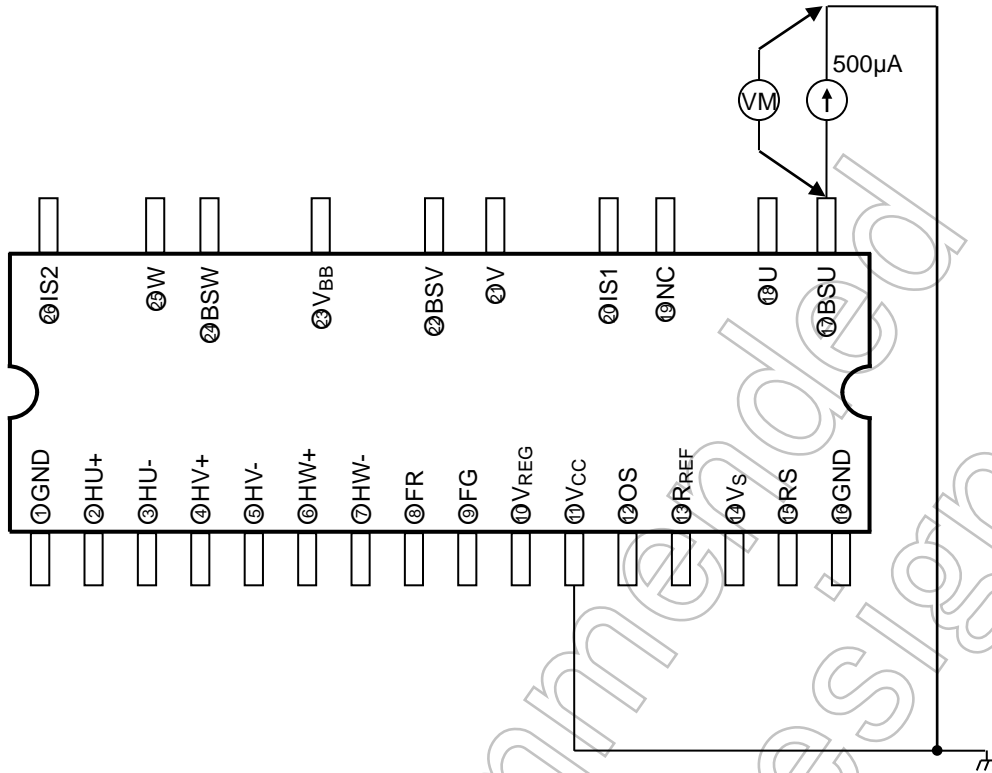 500µA
VM
㉖IS2
㉕W
㉔BSW
㉓VBB
㉒BSV
㉑V
⑳IS1
⑲NC
⑱U
⑰BSU
①GND
②HU+
③HU-
④HV+
⑤HV-
⑥HW+
⑦HW-
⑧FR
⑨FG
⑩VREG
⑪VCC
⑫OS
⑬RREF
⑭VS
⑮RS
⑯GND